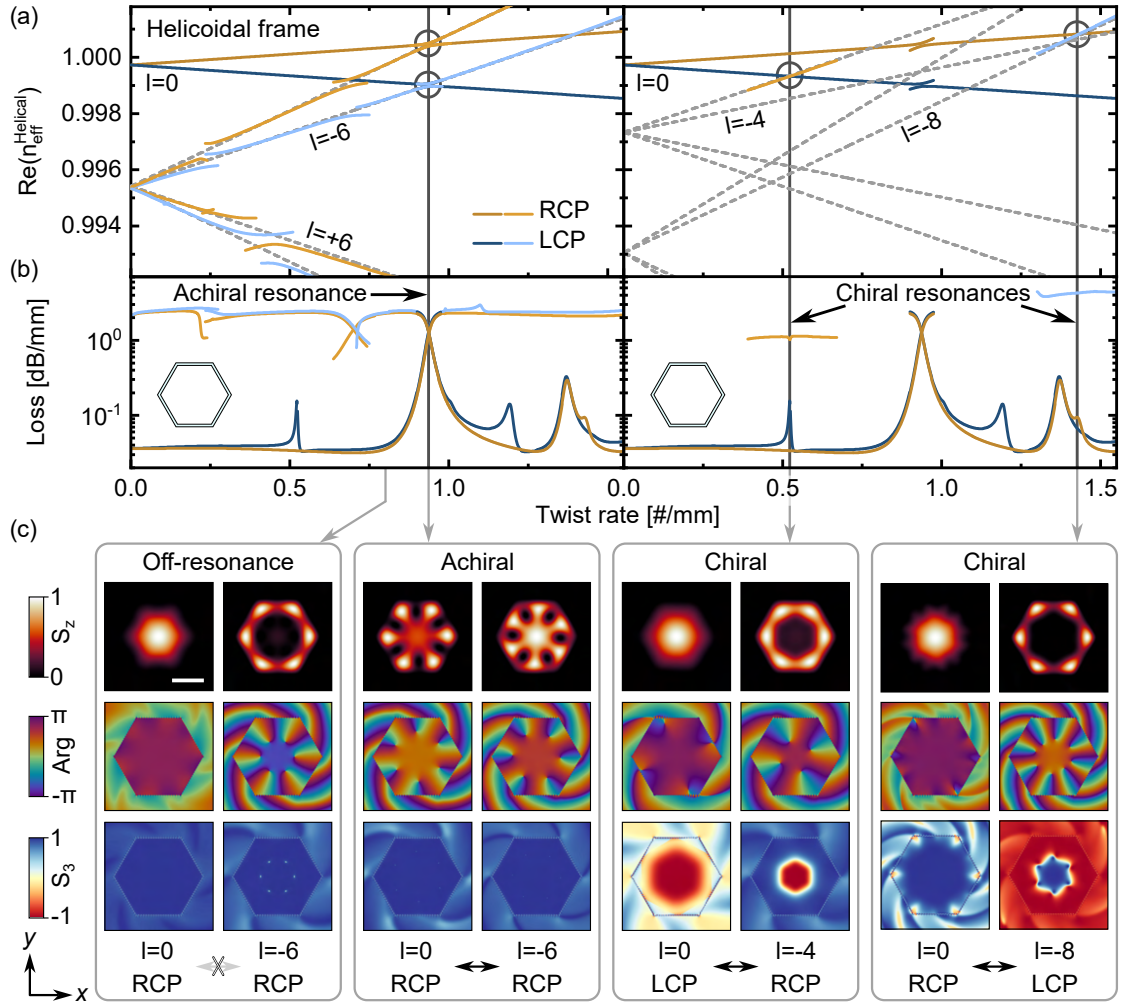 (a)
Helicoidal frame
l=0
l=-6
l=+6
RCP
LCP
l=0
l=-4
l=-8
1.000
0.998
0.996
0.994
Re(n_eff^Helical)
(b)
Achiral resonance
Chiral resonances
10^0
10^-1
Loss [dB/mm]
0.0 0.5 1.0 0.0 0.5 1.0 1.5
Twist rate [#/mm]
(c)
Off-resonance
Achiral
Chiral
Chiral
1
S_z
0
π
Arg
-π
1
S_3
-1
y
x
l=0 l=-6
RCP RCP
l=0 l=-6
RCP RCP
l=0 l=-4
LCP RCP
l=0 l=-8
RCP LCP